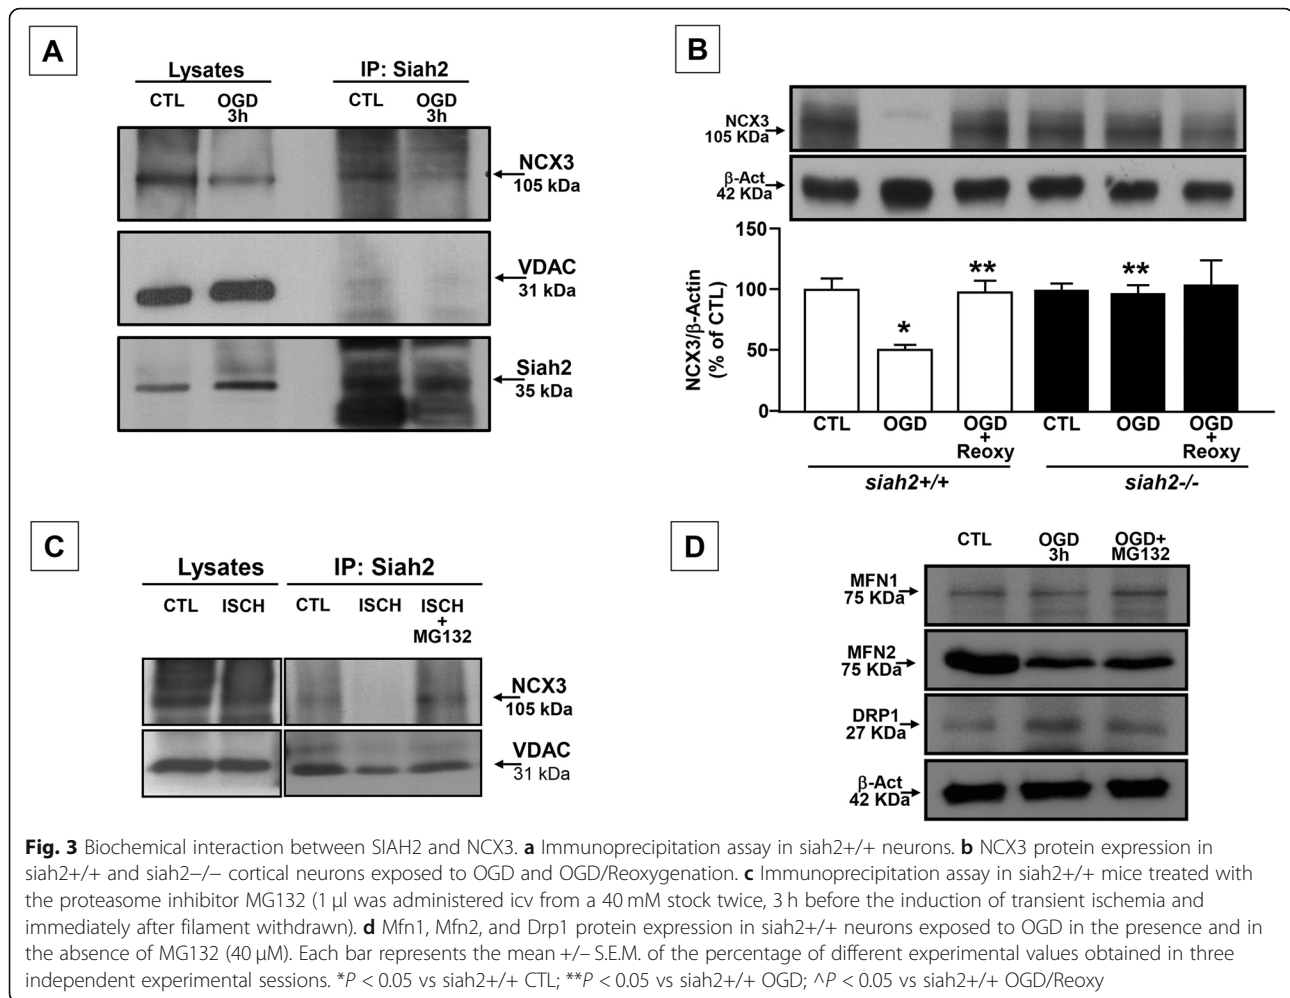 A
Lysates IP: Siah2
CTL OGD 3h CTL OGD 3h
NCX3
105 kDa
VDAC
31 kDa
Siah2
35 kDa
B
NCX3
105 KDa
β-Act
42 KDa
NCX3/β-Actin
(% of CTL)
150
100
50
0
* ** **
CTL OGD OGD + Reoxy CTL OGD OGD + Reoxy
siah2+/+ siah2-/-
C
Lysates IP: Siah2
CTL ISCH CTL ISCH ISCH + MG132
NCX3
105 kDa
VDAC
31 kDa
D
CTL OGD 3h OGD+ MG132
MFN1
75 KDa
MFN2
75 KDa
DRP1
27 KDa
β-Act
42 KDa
Fig. 3 Biochemical interaction between SIAH2 and NCX3. a Immunoprecipitation assay in siah2+/+ neurons. b NCX3 protein expression in
siah2+/+ and siah2−/− cortical neurons exposed to OGD and OGD/Reoxygenation. c Immunoprecipitation assay in siah2+/+ mice treated with
the proteasome inhibitor MG132 (1 μl was administered icv from a 40 mM stock twice, 3 h before the induction of transient ischemia and
immediately after filament withdrawn). d Mfn1, Mfn2, and Drp1 protein expression in siah2+/+ neurons exposed to OGD in the presence and in
the absence of MG132 (40 μM). Each bar represents the mean +/− S.E.M. of the percentage of different experimental values obtained in three
independent experimental sessions. *P < 0.05 vs siah2+/+ CTL; **P < 0.05 vs siah2+/+ OGD; ^P < 0.05 vs siah2+/+ OGD/Reoxy